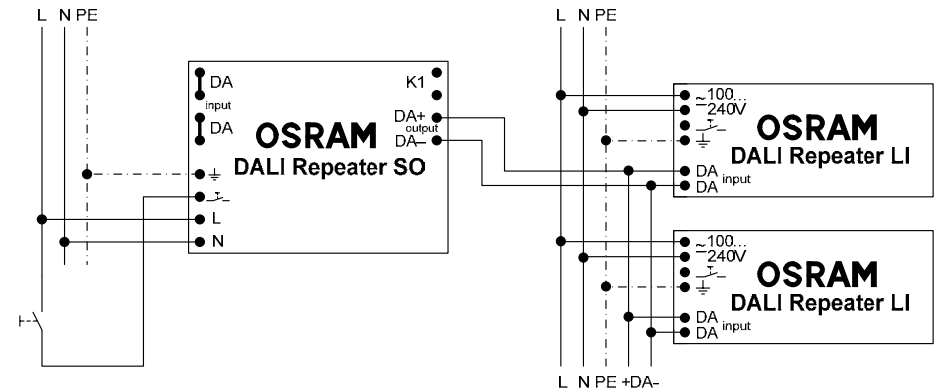 L N PE
L N PE
DA
input
DA
K1
DA+
output
DA–
OSRAM
DALI Repeater SO
L
N
~100...
~240V
OSRAM
DALI Repeater LI
DA
DA input
~100...
~240V
OSRAM
DALI Repeater LI
DA
DA input
L N PE +DA–